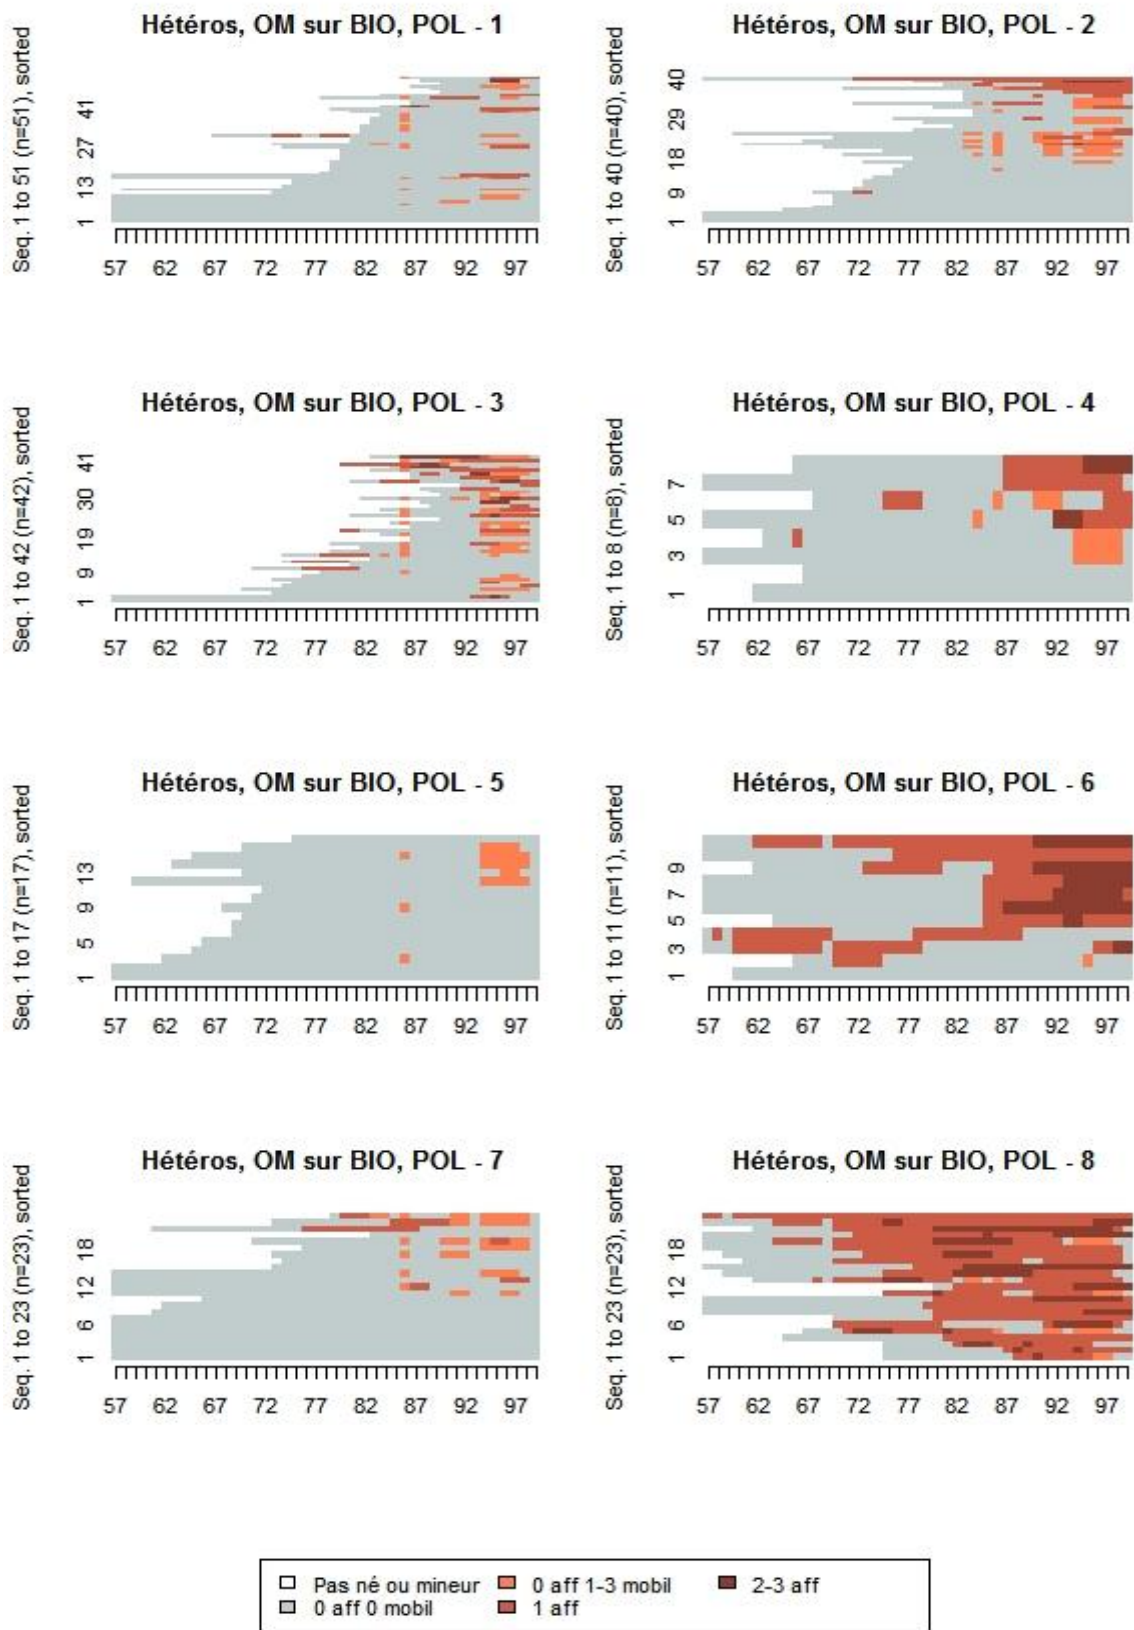 Hétéros, OM sur BIO, POL - 1
Seq. 1 to 51 (n=51), sorted
1 13 27 41
57 62 67 72 77 82 87 92 97
Hétéros, OM sur BIO, POL - 2
Seq. 1 to 40 (n=40), sorted
1 9 18 29 40
57 62 67 72 77 82 87 92 97
Hétéros, OM sur BIO, POL - 3
Seq. 1 to 42 (n=42), sorted
1 9 19 30 41
57 62 67 72 77 82 87 92 97
Hétéros, OM sur BIO, POL - 4
Seq. 1 to 8 (n=8), sorted
1 3 5 7
57 62 67 72 77 82 87 92 97
Hétéros, OM sur BIO, POL - 5
Seq. 1 to 17 (n=17), sorted
1 5 9 13
57 62 67 72 77 82 87 92 97
Hétéros, OM sur BIO, POL - 6
Seq. 1 to 11 (n=11), sorted
1 3 5 7 9
57 62 67 72 77 82 87 92 97
Hétéros, OM sur BIO, POL - 7
Seq. 1 to 23 (n=23), sorted
1 6 12 18
57 62 67 72 77 82 87 92 97
Hétéros, OM sur BIO, POL - 8
Seq. 1 to 23 (n=23), sorted
1 6 12 18
57 62 67 72 77 82 87 92 97
Pas né ou mineur
0 aff 0 mobil
0 aff 1-3 mobil
1 aff
2-3 aff